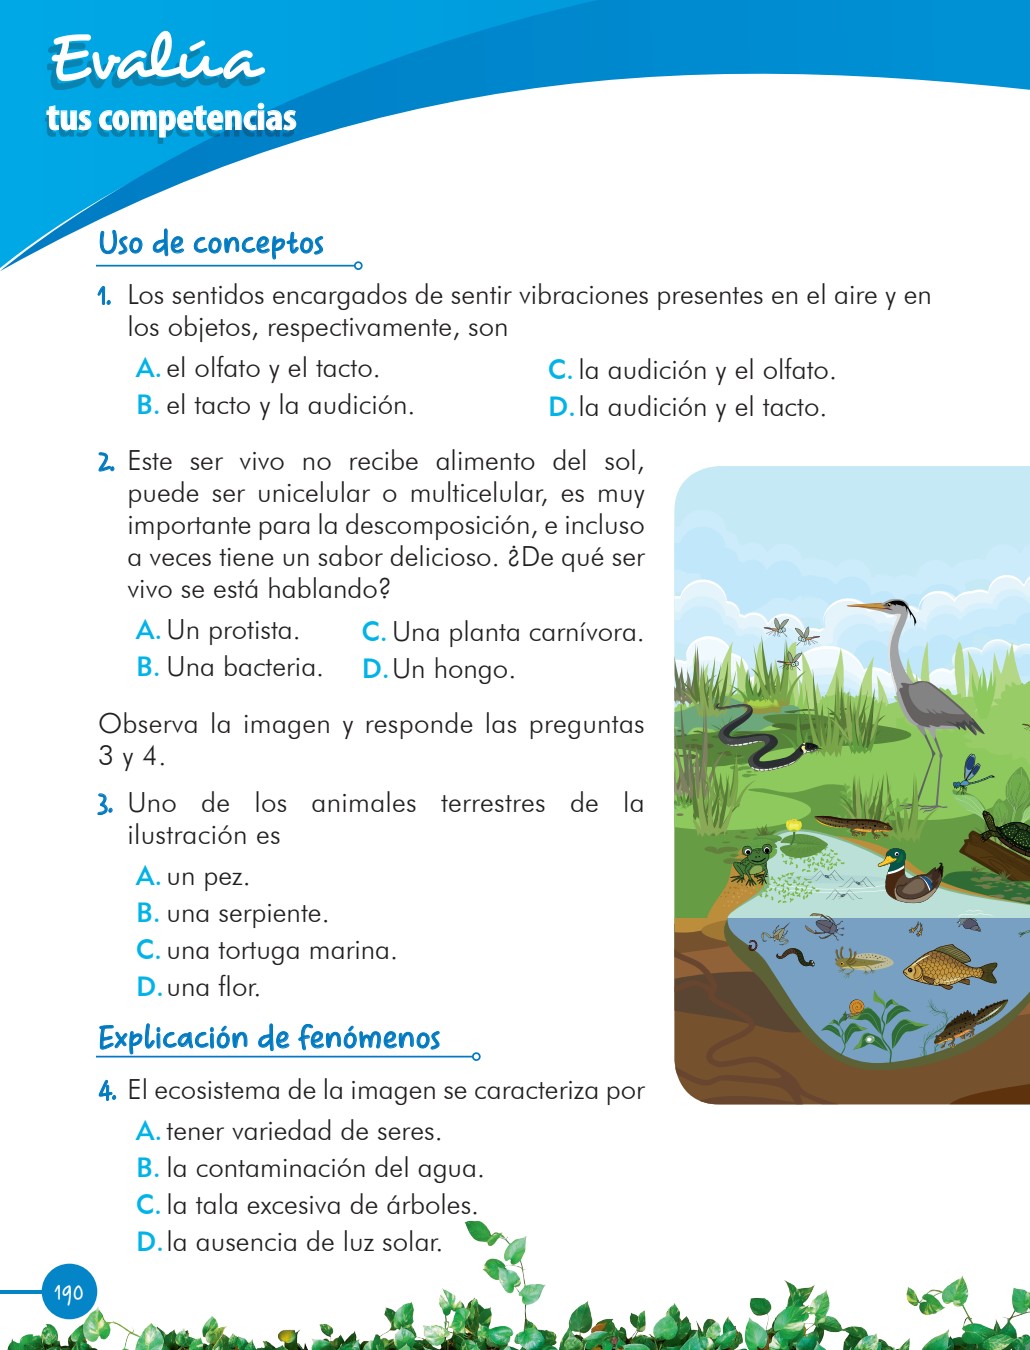 Evalúa
tus competencias
Uso de conceptos
1. Los sentidos encargados de sentir vibraciones presentes en el aire y en
los objetos, respectivamente, son
A. el olfato y el tacto.
B. el tacto y la audición.
C. la audición y el olfato.
D. la audición y el tacto.
2. Este ser vivo no recibe alimento del sol,
puede ser unicelular o multicelular, es muy
importante para la descomposición, e incluso
a veces tiene un sabor delicioso. ¿De qué ser
vivo se está hablando?
A. Un protista.
B. Una bacteria.
C. Una planta carnívora.
D. Un hongo.
Observa la imagen y responde las preguntas
3 y 4.
3. Uno de los animales terrestres de la
ilustración es
A. un pez.
B. una serpiente.
C. una tortuga marina.
D. una flor.
Explicación de fenómenos
4. El ecosistema de la imagen se caracteriza por
A. tener variedad de seres.
B. la contaminación del agua.
C. la tala excesiva de árboles.
D. la ausencia de luz solar.
190